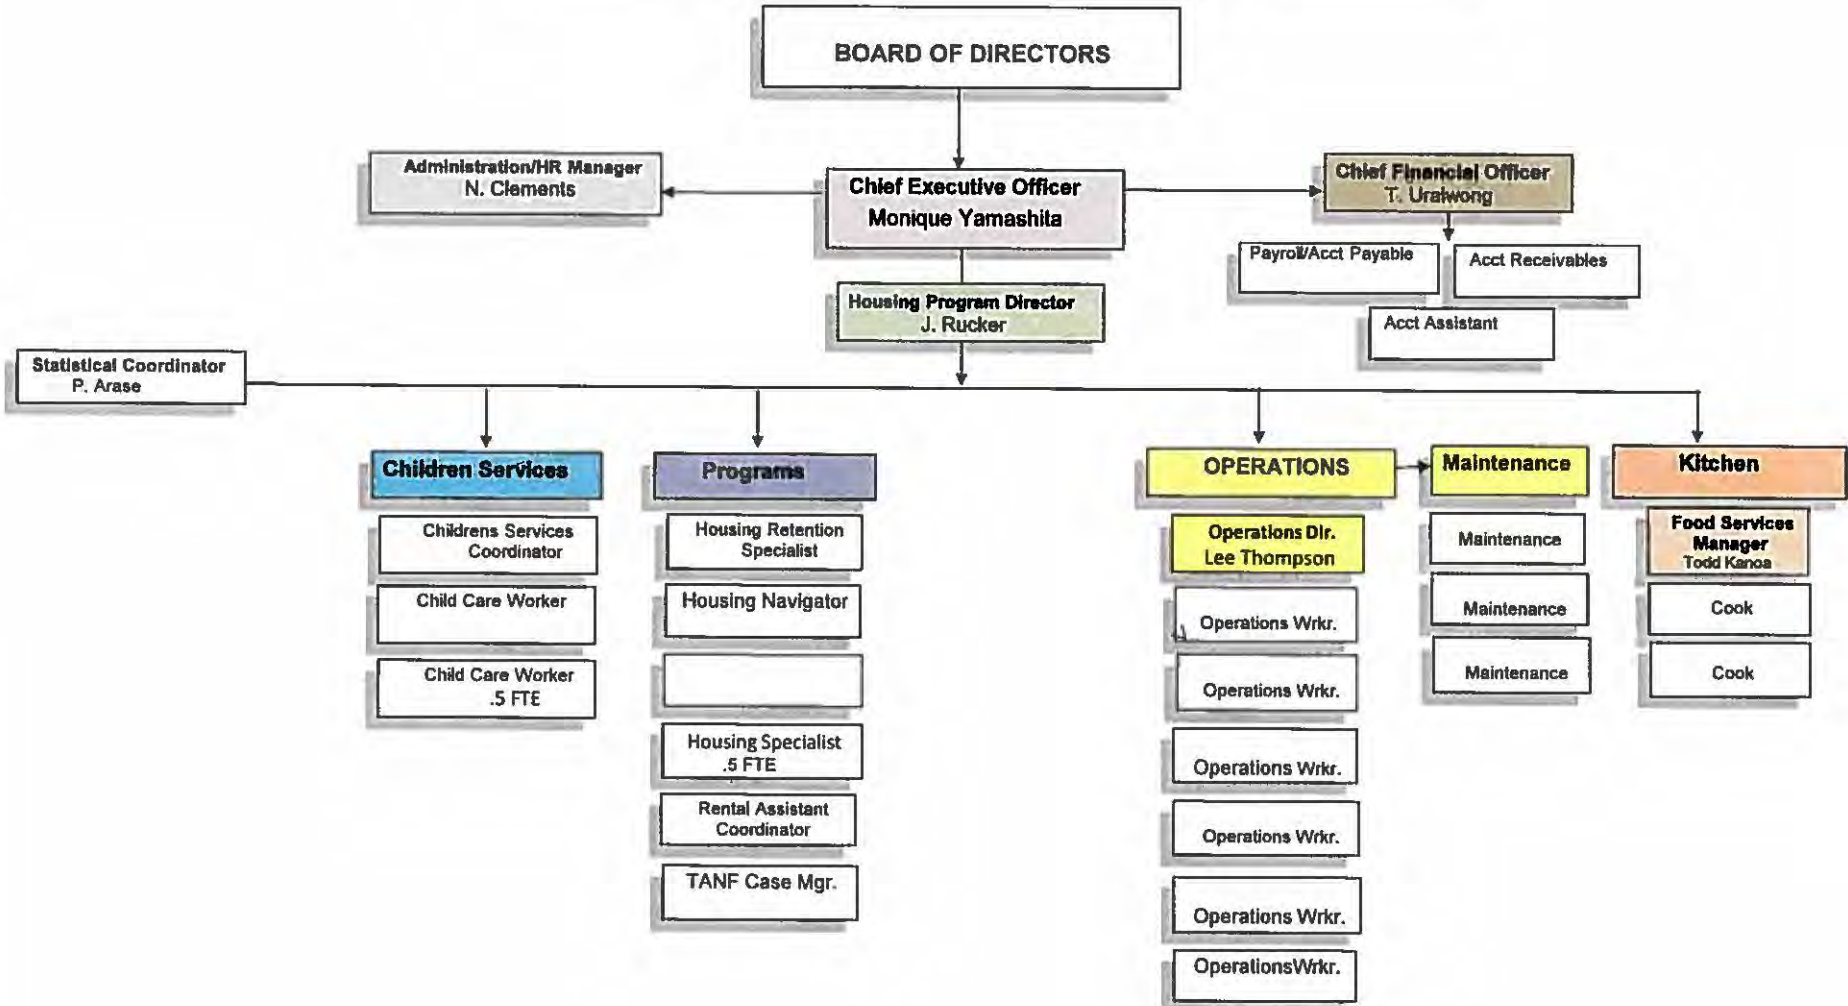 BOARD OF DIRECTORS
Administration/HR Manager
N. Clements
Chief Executive Officer
Monique Yamashita
Chief Financial Officer
T. Uraiwong
Payroll/Acct Payable
Acct Receivables
Acct Assistant
Housing Program Director
J. Rucker
Statistical Coordinator
P. Arase
Children Services
Childrens Services
Coordinator
Child Care Worker
Child Care Worker
.5 FTE
Programs
Housing Retention
Specialist
Housing Navigator
Housing Specialist
.5 FTE
Rental Assistant
Coordinator
TANF Case Mgr.
OPERATIONS
Operations Dir.
Lee Thompson
Operations Wrkr.
Operations Wrkr.
Operations Wrkr.
Operations Wrkr.
Operations Wrkr.
OperationsWrkr.
Maintenance
Maintenance
Maintenance
Maintenance
Kitchen
Food Services
Manager
Todd Kanoa
Cook
Cook